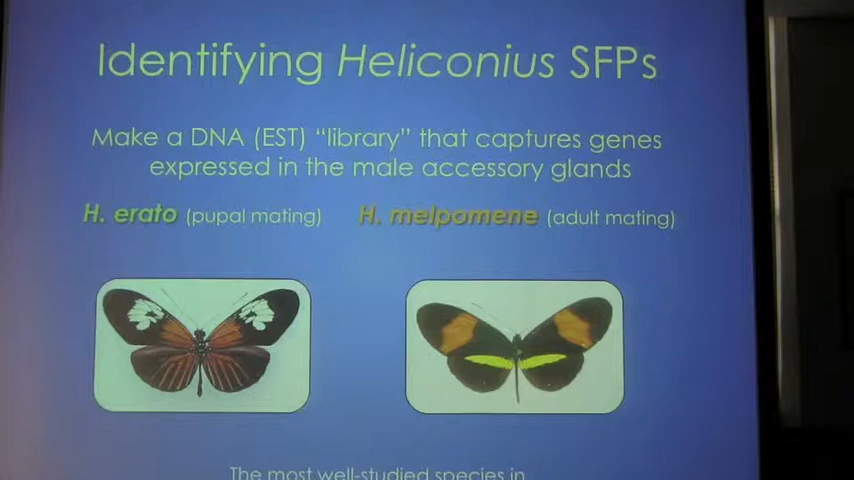 Identifying Heliconius SFPs
Make a DNA (EST) “library” that captures genes
expressed in the male accessory glands
H. erato (pupal mating) H. melpomene (adult mating)
The most well-studied species in